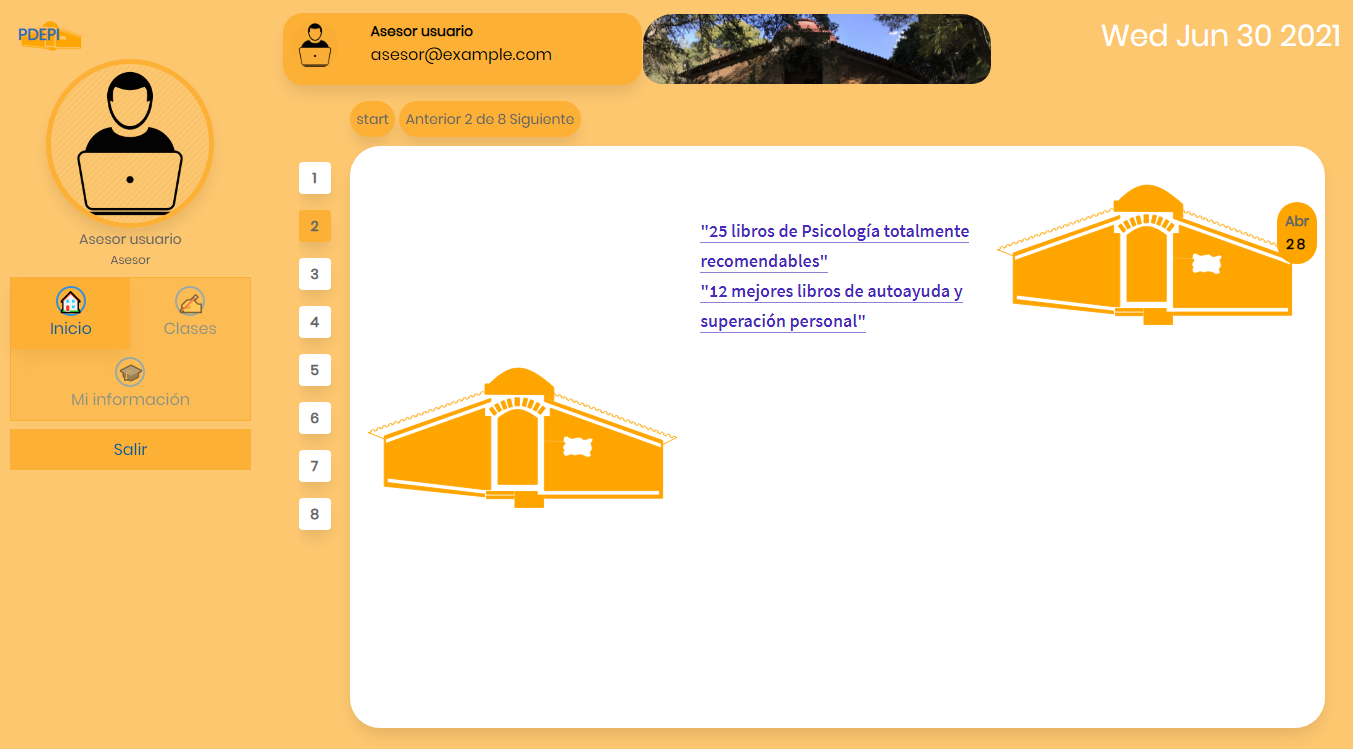 PDEPI
Asesor usuario
asesor@example.com
Wed Jun 30 2021
start
Anterior 2 de 8 Siguiente
Asesor usuario
Asesor
Inicio
Clases
Mi información
Salir
1
2
3
4
5
6
7
8
"25 libros de Psicología totalmente
recomendables"
"12 mejores libros de autoayuda y
superación personal"
Abr
28